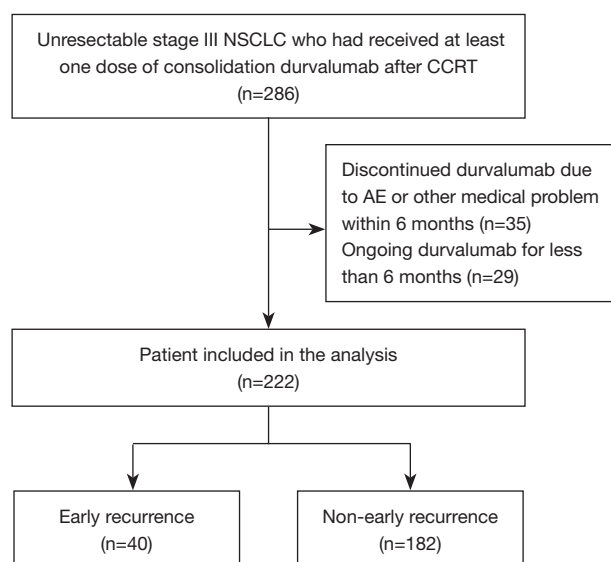 Unresectable stage III NSCLC who had received at least
one dose of consolidation durvalumab after CCRT
(n=286)
Discontinued durvalumab due
to AE or other medical problem
within 6 months (n=35)
Ongoing durvalumab for less
than 6 months (n=29)
Patient included in the analysis
(n=222)
Early recurrence
(n=40)
Non-early recurrence
(n=182)